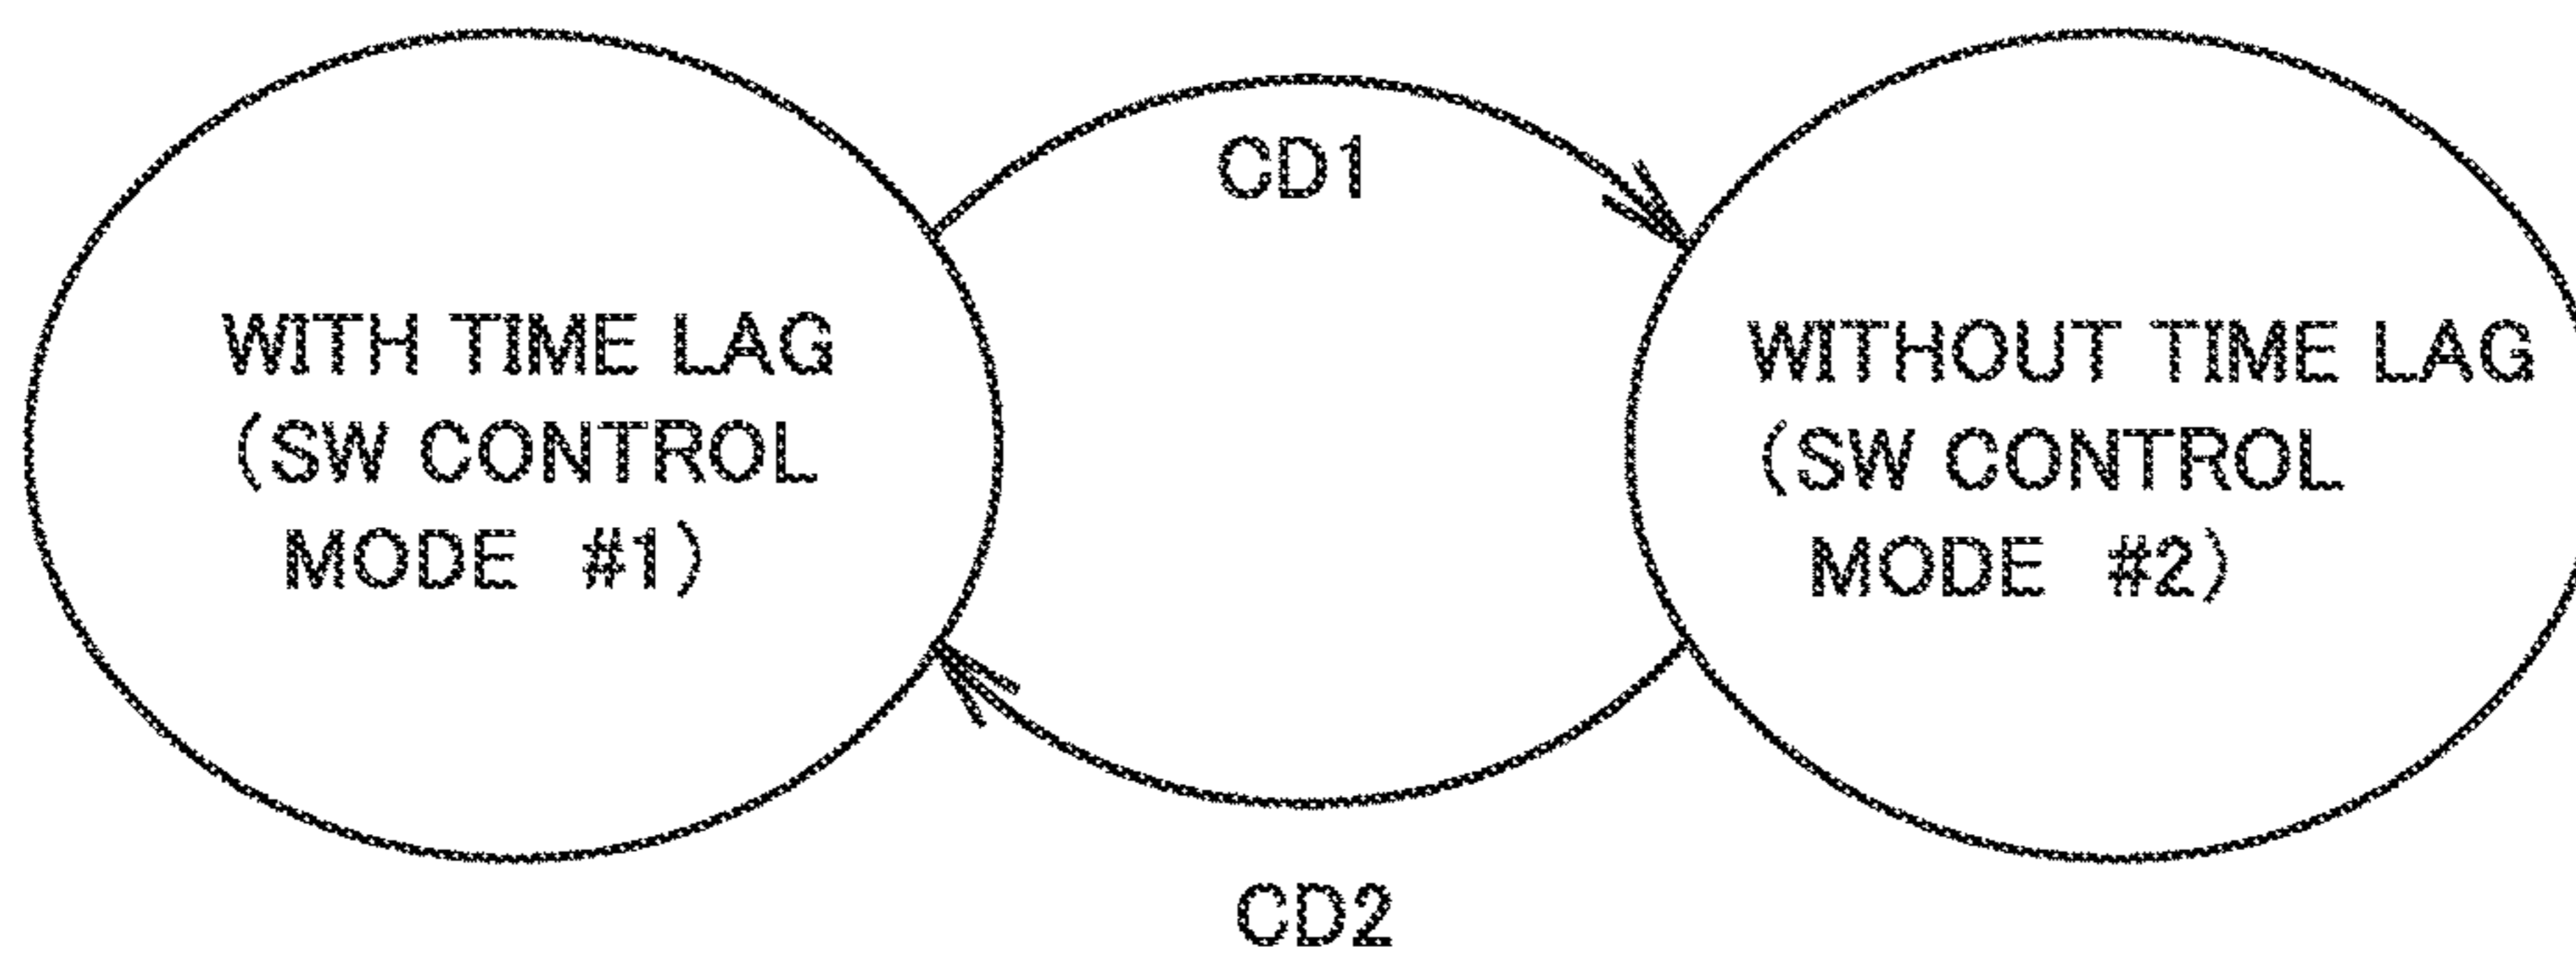 CD1
WITH TIME LAG
(SW CONTROL
MODE #1)
WITHOUT TIME LAG
(SW CONTROL
MODE #2)
CD2